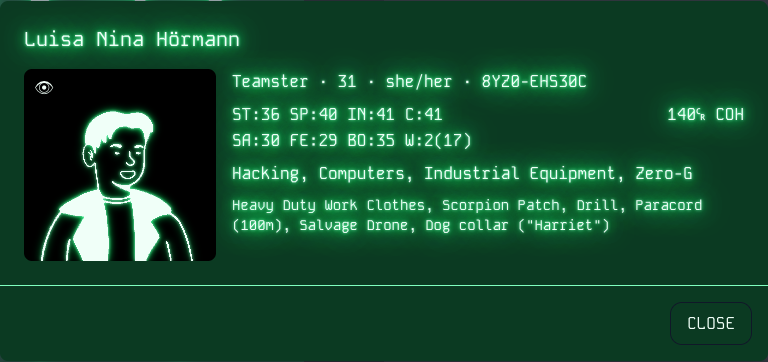 Luisa Nina Hörmann
Teamster · 31 · she/her · 8YZ0-EHS30C
ST:36 SP:40 IN:41 C:41
140㏇ COH
SA:30 FE:29 BO:35 W:2(17)
Hacking, Computers, Industrial Equipment, Zero-G
Heavy Duty Work Clothes, Scorpion Patch, Drill, Paracord
(100m), Salvage Drone, Dog collar ("Harriet")
CLOSE